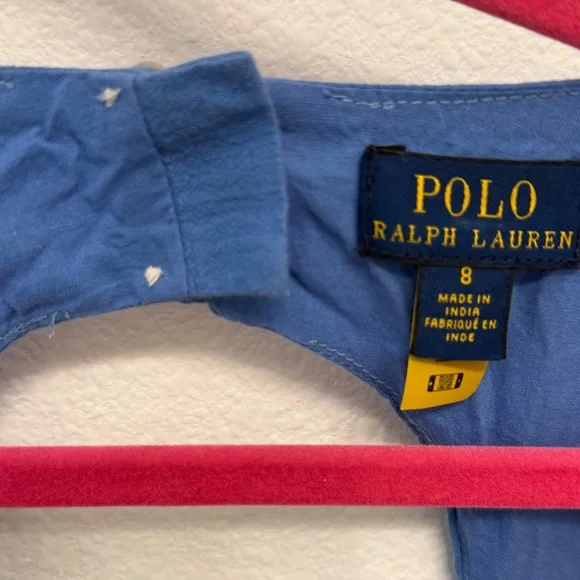 POLO
RALPH LAUREN
8
MADE IN
INDIA
FABRIQUÉ EN
INDE